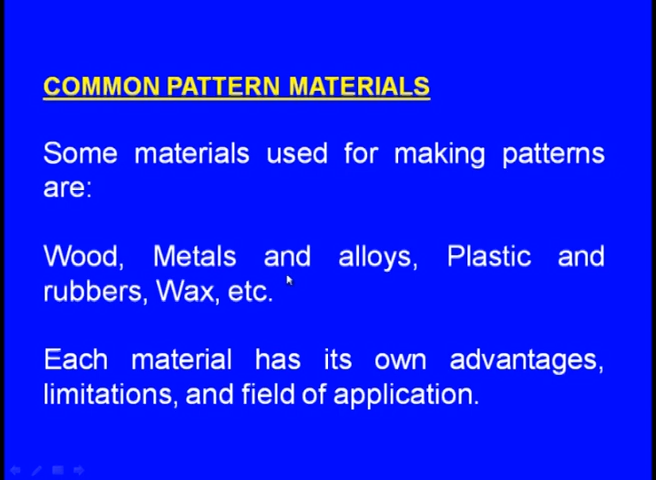 COMMON PATTERN MATERIALS
Some materials used for making patterns
are:
Wood, Metals and alloys, Plastic and
rubbers, Wax, etc.
Each material has its own advantages,
limitations, and field of application.